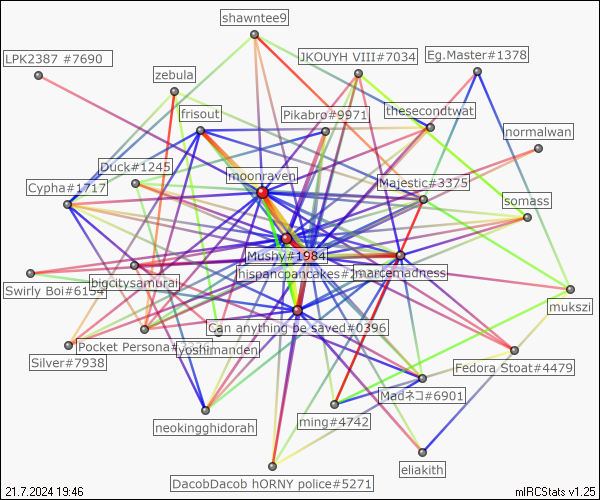 shawntee9
LPK2387 #7690
JKOUYH VIII#7034
Eg.Master#1378
zebula
frisout
Pikabro#9971
thesecondtwat
normalwan
Duck#1245
moonraven
Cypha#1717
Majestic#3375
somass
Mushy#1984
hispancpancakes#
marcemadness
Swirly Boi#6134
bigcitysamurai
mukszi
Can anything be saved#0396
Pocket Persona#
yoshimanden
Silver#7938
Fedora Stoat#4479
Madネコ#6901
neokingghidorah
ming#4742
eliakith
DacobDacob hORNY police#5271
21.7.2024 19:46
mIRCStats v1.25